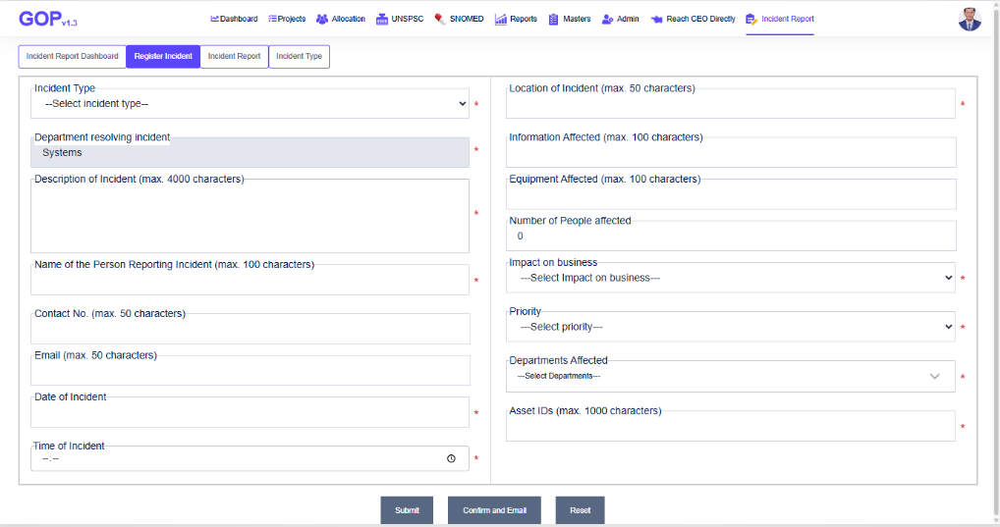 GOP v1.3
Dashboard Projects Allocation UNSPSC SNOMED Reports Masters Admin Reach CEO Directly Incident Report
Incident Report Dashboard Register Incident Incident Report Incident Type
Incident Type
--Select incident type-- *
Department resolving incident
Systems *
Description of Incident (max. 4000 characters)
*
Name of the Person Reporting Incident (max. 100 characters)
*
Contact No. (max. 50 characters)
Email (max. 50 characters)
Date of Incident
*
Time of Incident
--:-- *
Location of Incident (max. 50 characters)
*
Information Affected (max. 100 characters)
Equipment Affected (max. 100 characters)
Number of People affected
0
Impact on business
---Select Impact on business--- *
Priority
---Select priority--- *
Departments Affected
---Select Departments--- *
Asset IDs (max. 1000 characters)
*
Submit Confirm and Email Reset